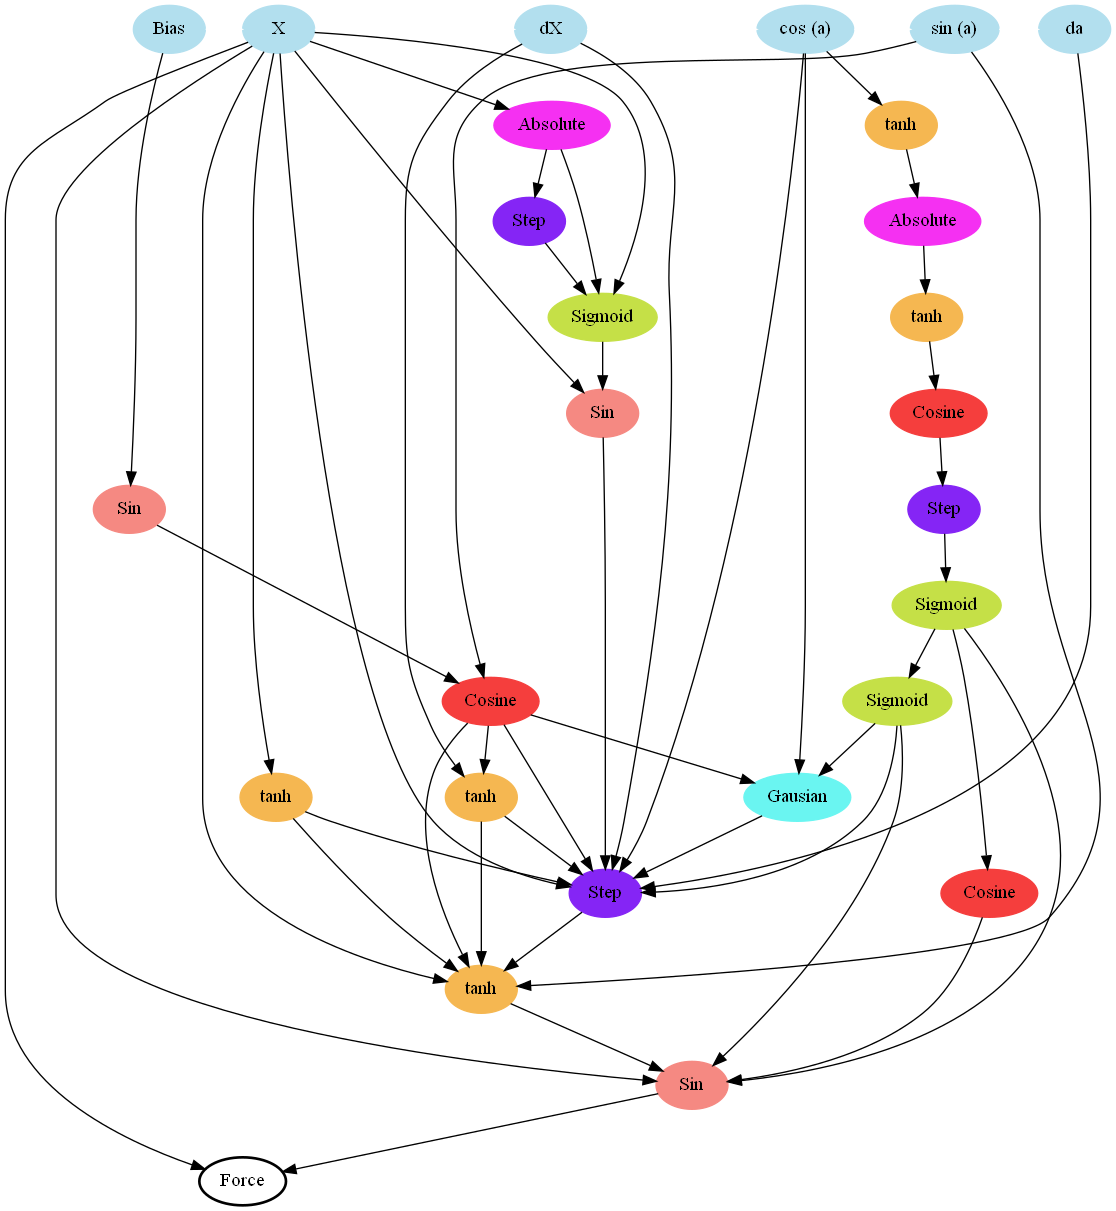 Bias
X
dX
cos (a)
sin (a)
da
Absolute
tanh
Step
Absolute
Sigmoid
tanh
Sin
Cosine
Sin
Step
Sigmoid
Cosine
Sigmoid
tanh
tanh
Gausian
Step
Cosine
tanh
Sin
Force